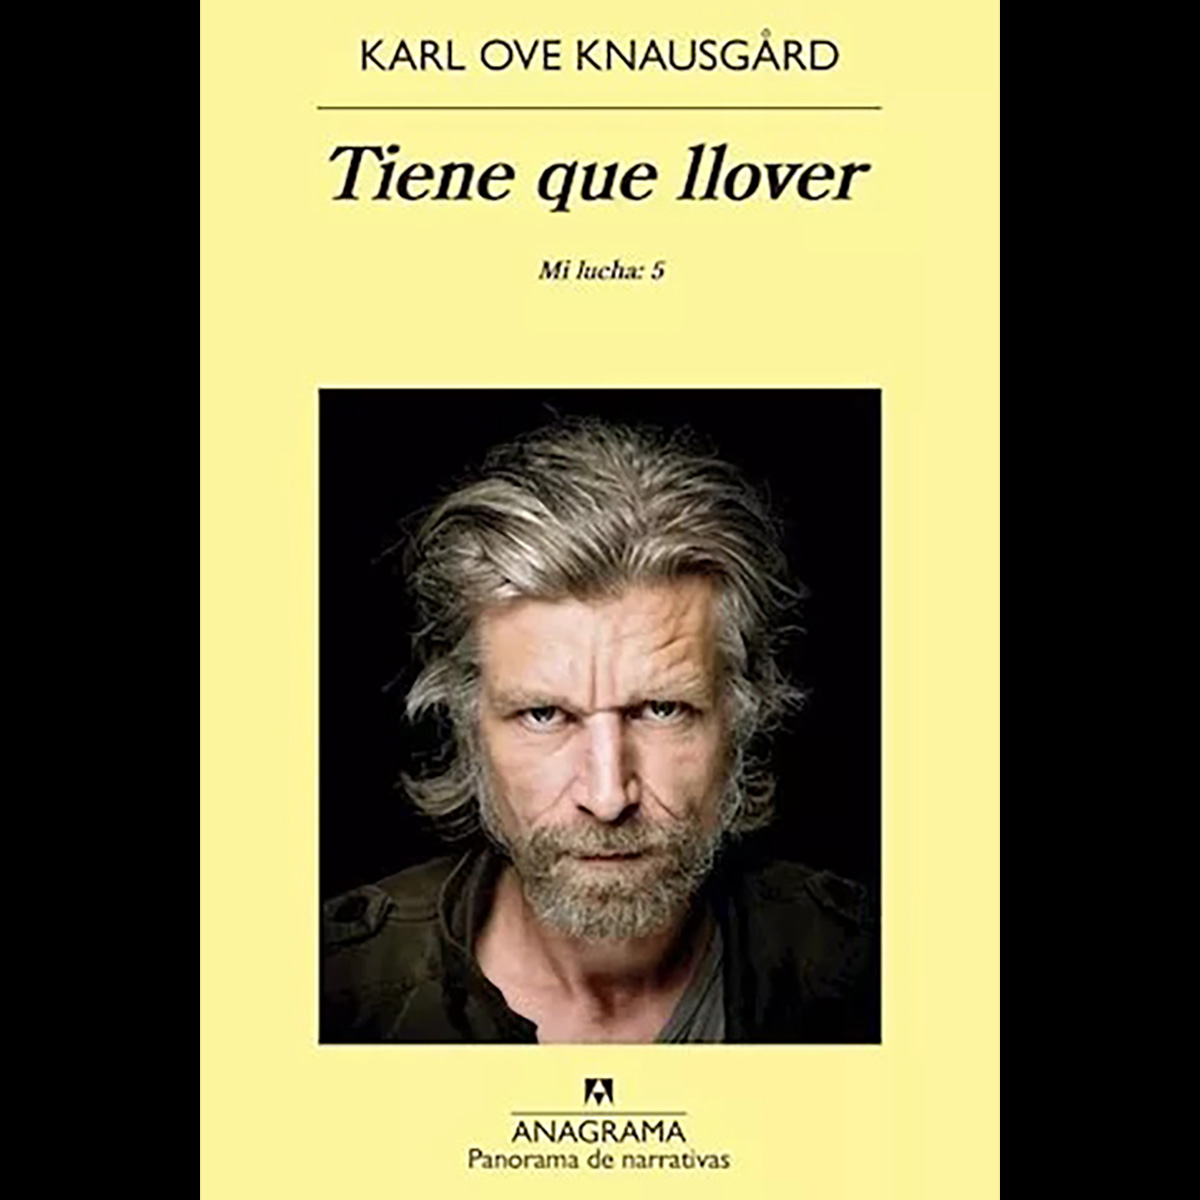 KARL OVE KNAUSGÅRD
Tiene que llover
Mi lucha: 5
ANAGRAMA
Panorama de narrativas